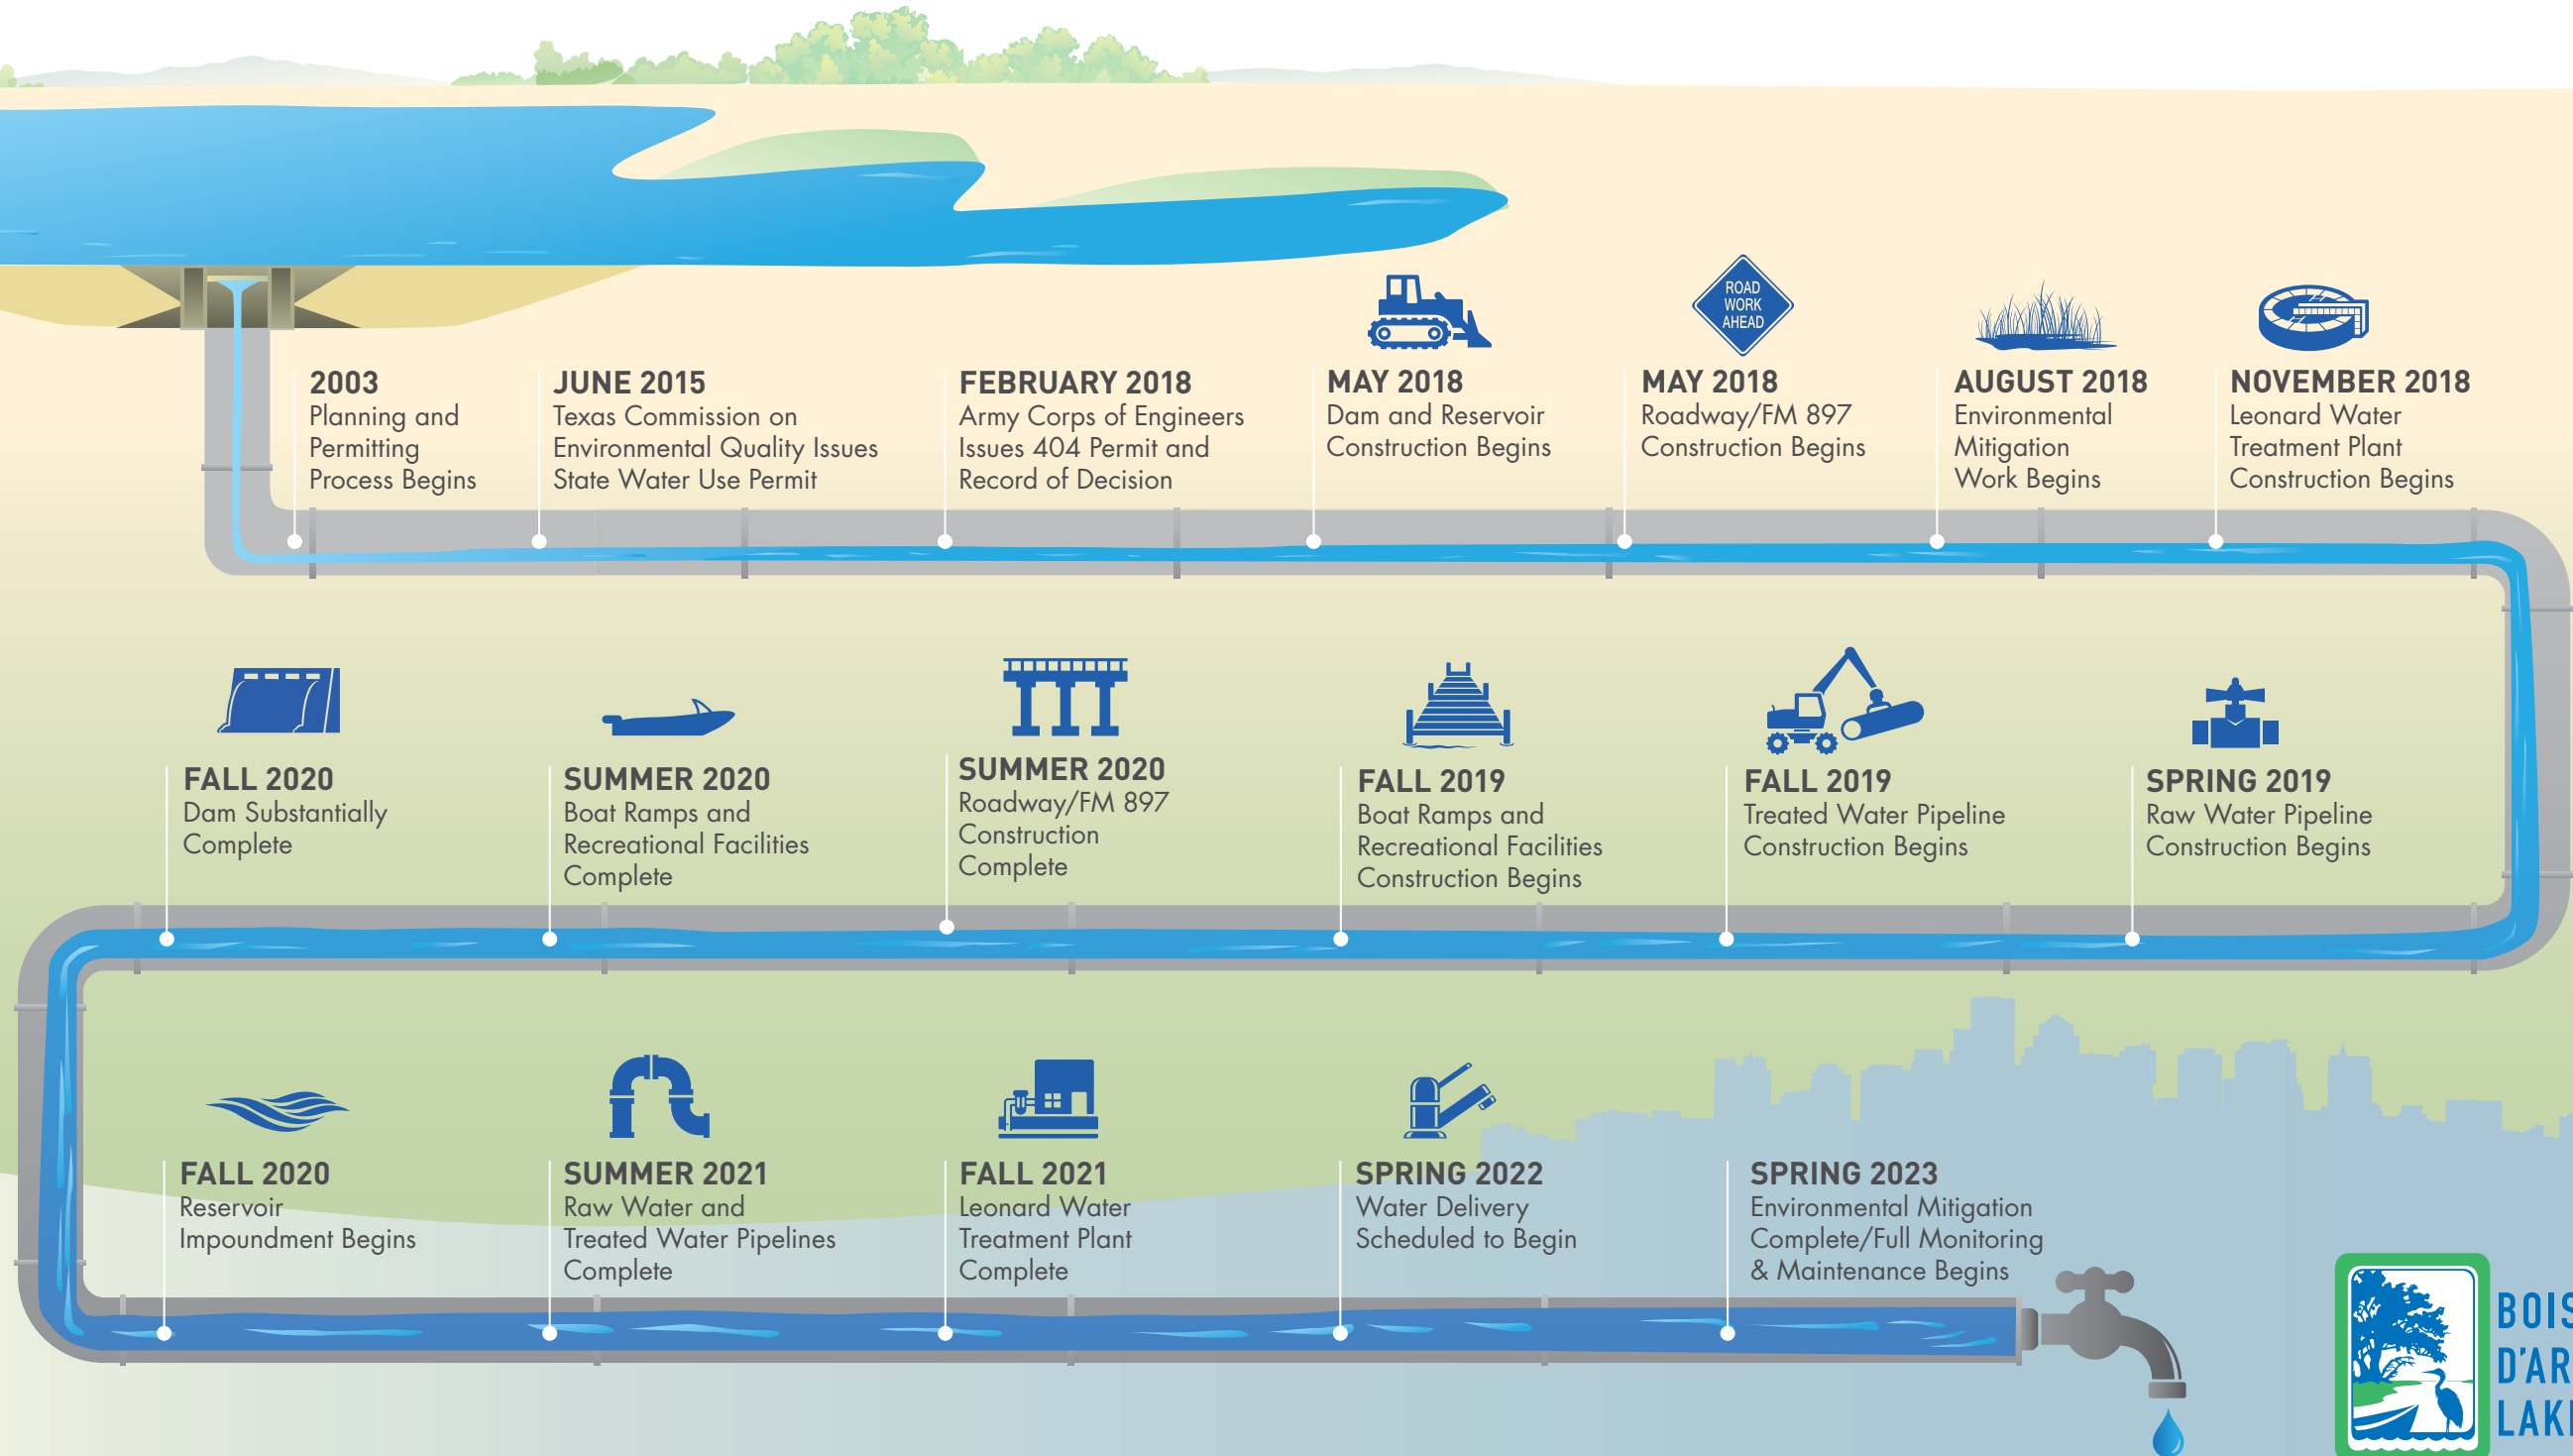 ROAD
WORK
AHEAD
2003
Planning and
Permitting
Process Begins
JUNE 2015
Texas Commission on
Environmental Quality Issues
State Water Use Permit
FEBRUARY 2018
Army Corps of Engineers
Issues 404 Permit and
Record of Decision
MAY 2018
Dam and Reservoir
Construction Begins
MAY 2018
Roadway/FM 897
Construction Begins
AUGUST 2018
Environmental
Mitigation
Work Begins
NOVEMBER 2018
Leonard Water
Treatment Plant
Construction Begins
FALL 2020
Dam Substantially
Complete
SUMMER 2020
Boat Ramps and
Recreational Facilities
Complete
SUMMER 2020
Roadway/FM 897
Construction
Complete
FALL 2019
Boat Ramps and
Recreational Facilities
Construction Begins
FALL 2019
Treated Water Pipeline
Construction Begins
SPRING 2019
Raw Water Pipeline
Construction Begins
FALL 2020
Reservoir
Impoundment Begins
SUMMER 2021
Raw Water and
Treated Water Pipelines
Complete
FALL 2021
Leonard Water
Treatment Plant
Complete
SPRING 2022
Water Delivery
Scheduled to Begin
SPRING 2023
Environmental Mitigation
Complete/Full Monitoring
& Maintenance Begins
BOIS
D'AR
LAKE